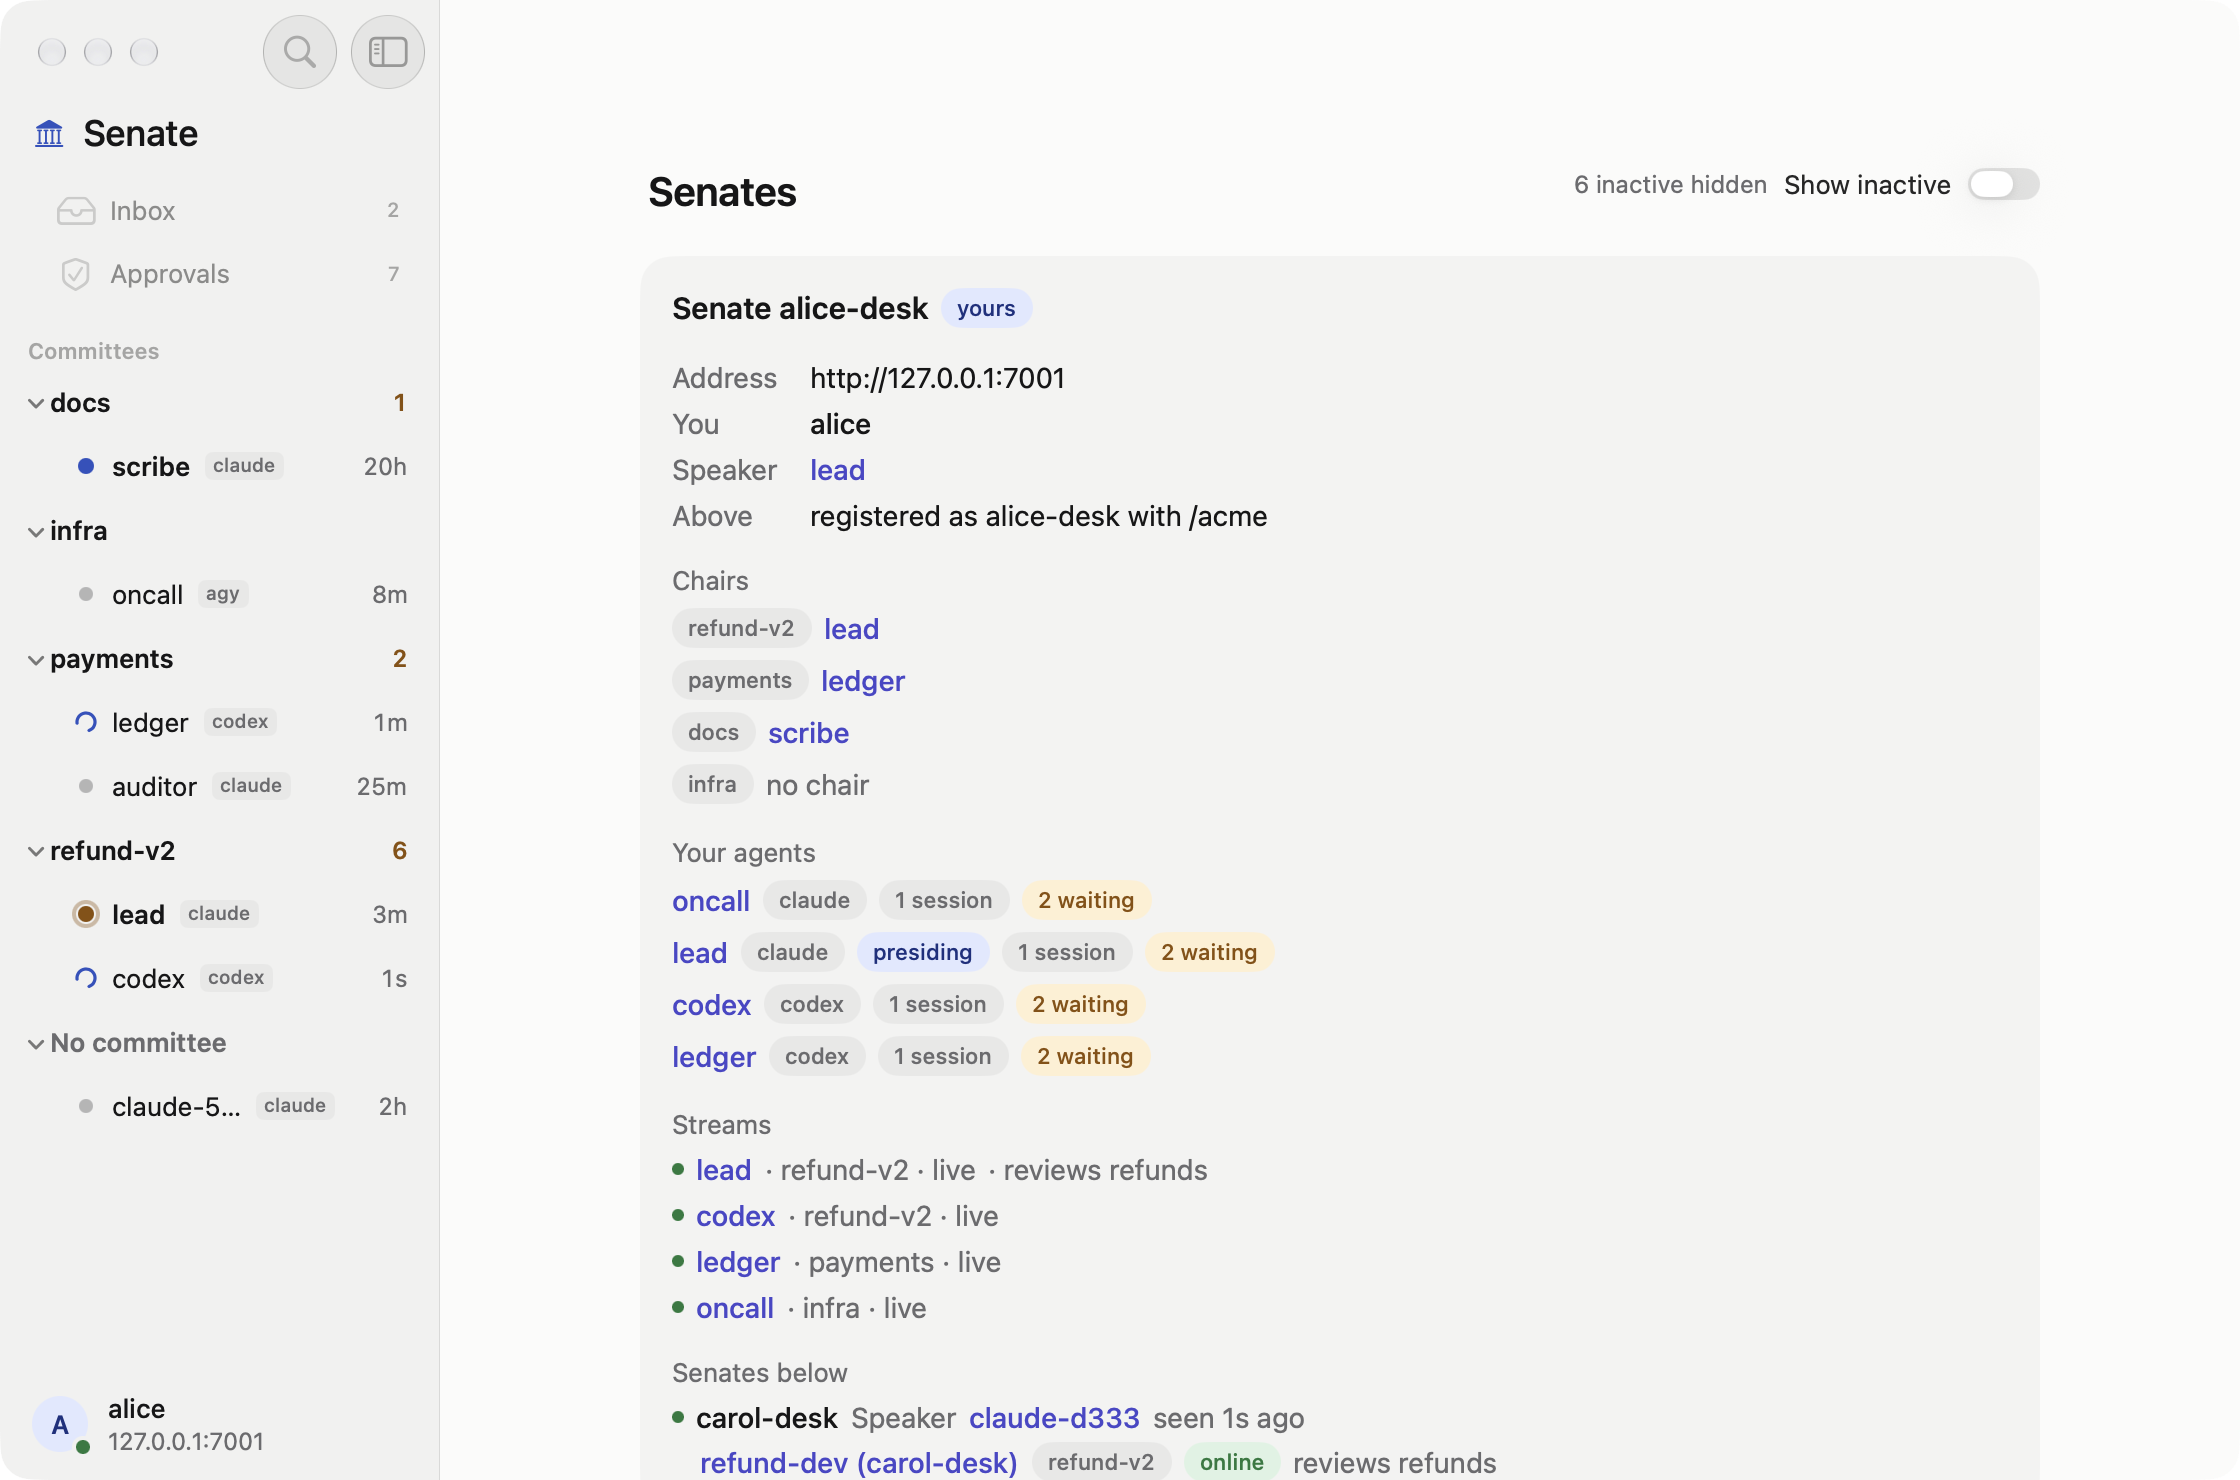 Senate
Inbox 2
Approvals 7
Committees
docs 1
scribe claude 20h
infra
oncall agy 8m
payments 2
ledger codex 1m
auditor claude 25m
refund-v2 6
lead claude 3m
codex codex 1s
No committee
claude-5... claude 2h
A alice
127.0.0.1:7001
Senates
6 inactive hidden Show inactive
Senate alice-desk yours
Address http://127.0.0.1:7001
You alice
Speaker lead
Above registered as alice-desk with /acme
Chairs
refund-v2 lead
payments ledger
docs scribe
infra no chair
Your agents
oncall claude 1 session 2 waiting
lead claude presiding 1 session 2 waiting
codex codex 1 session 2 waiting
ledger codex 1 session 2 waiting
Streams
lead · refund-v2 · live · reviews refunds
codex · refund-v2 · live
ledger · payments · live
oncall · infra · live
Senates below
carol-desk Speaker claude-d333 seen 1s ago
refund-dev (carol-desk) refund-v2 online reviews refunds